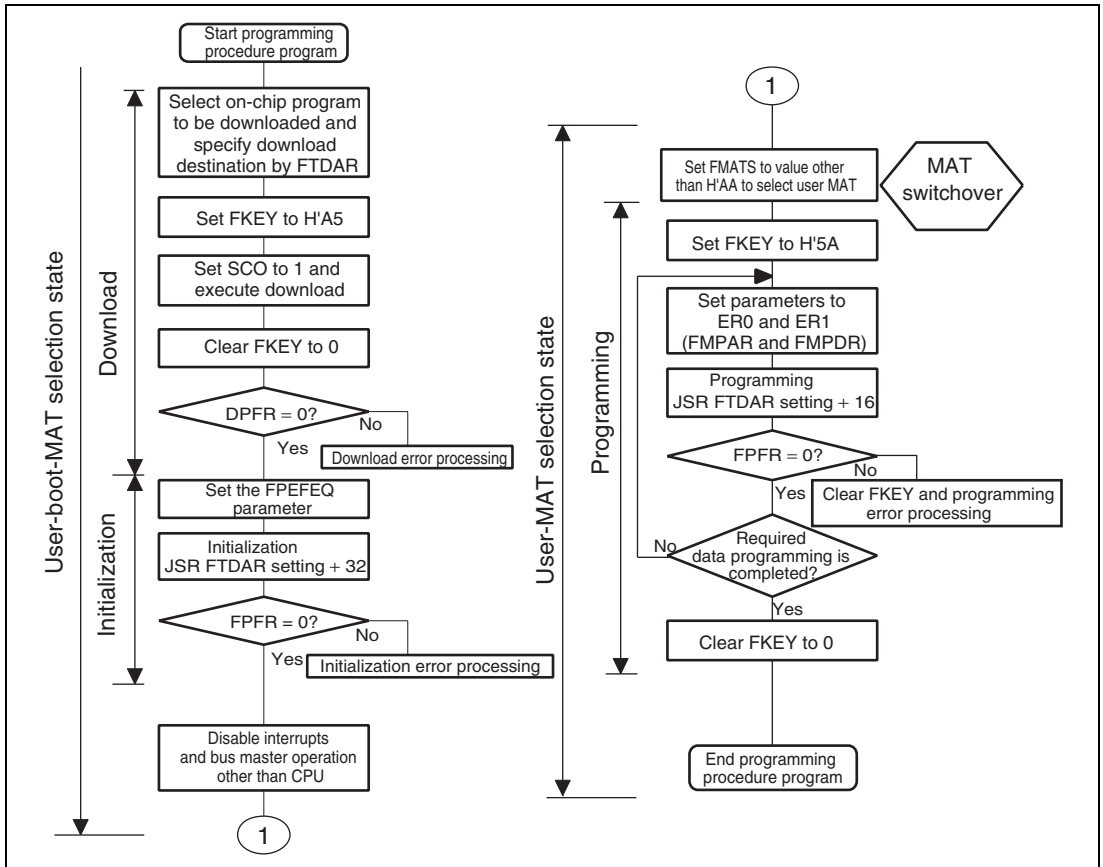 Start programming
procedure program
Select on-chip program
to be downloaded and
specify download
destination by FTDAR
Set FKEY to H'A5
Set SCO to 1 and
execute download
Clear FKEY to 0
DPFR = 0?
No
Yes
Download error processing
Set the FPEFEQ
parameter
Initialization
JSR FTDAR setting + 32
FPFR = 0?
No
Yes
Initialization error processing
Disable interrupts
and bus master operation
other than CPU
1
User-boot-MAT selection state
Download
Initialization
1
Set FMATS to value other
than H'AA to select user MAT
MAT
switchover
Set FKEY to H'5A
Set parameters to
ER0 and ER1
(FMPAR and FMPDR)
Programming
JSR FTDAR setting + 16
FPFR = 0?
No
Yes
Clear FKEY and programming
error processing
Required
data programming is
completed?
No
Yes
Clear FKEY to 0
End programming
procedure program
User-MAT selection state
Programming